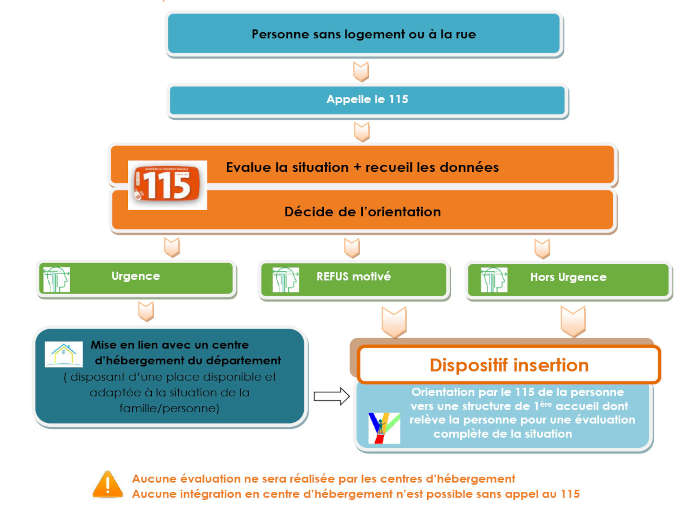 Personne sans logement ou à la rue
Appelle le 115
Evalue la situation + recueil les données
115
Décide de l'orientation
Urgence
REFUS motivé
Hors Urgence
Mise en lien avec un centre
d'hébergement du département
( disposant d'une place disponible et
adaptée à la situation de la
famille/personne)
Dispositif insertion
Orientation par le 115 de la personne
vers une structure de 1ère accueil dont
relève la personne pour une évaluation
complète de la situation
Aucune évaluation ne sera réalisée par les centres d'hébergement
Aucune intégration en centre d'hébergement n'est possible sans appel au 115